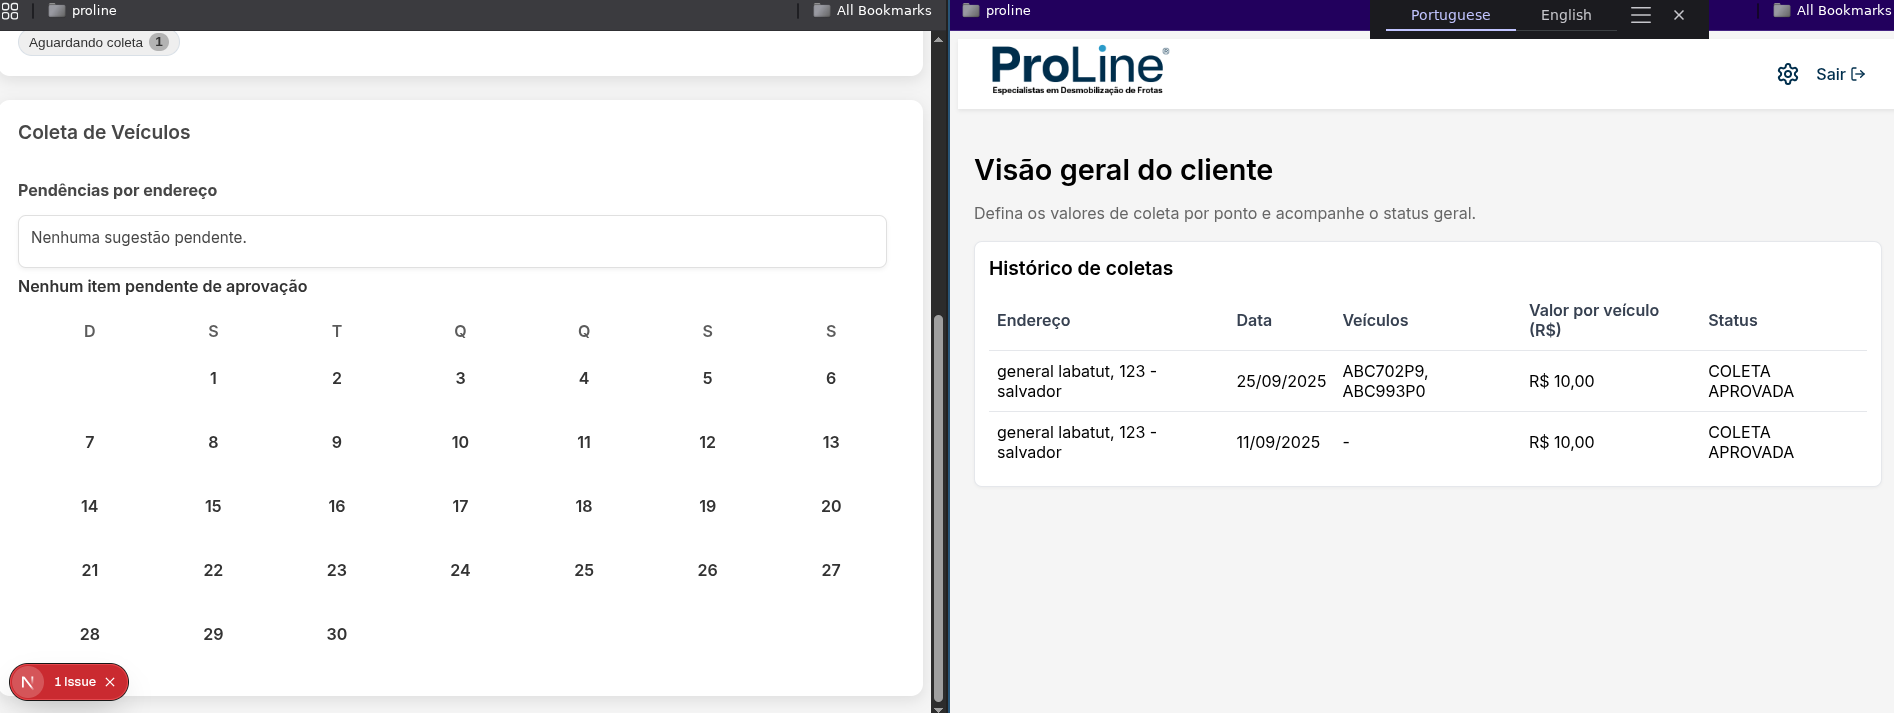 proline
All Bookmarks
Aguardando coleta 1
Coleta de Veículos
Pendências por endereço
Nenhuma sugestão pendente.
Nenhum item pendente de aprovação
D S T Q Q S S
1 2 3 4 5 6
7 8 9 10 11 12 13
14 15 16 17 18 19 20
21 22 23 24 25 26 27
28 29 30
N 1 Issue
proline
Portuguese English
All Bookmarks
ProLine®
Especialistas em Desmobilização de Frotas
Sair
Visão geral do cliente
Defina os valores de coleta por ponto e acompanhe o status geral.
Histórico de coletas
Endereço Data Veículos Valor por veículo (R$) Status
general labatut, 123 - salvador 25/09/2025 ABC702P9, ABC993P0 R$ 10,00 COLETA APROVADA
general labatut, 123 - salvador 11/09/2025 - R$ 10,00 COLETA APROVADA